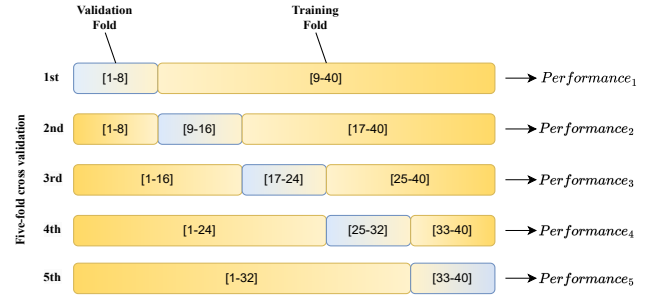 Validation
Fold
Training
Fold
1st
[1-8]
[9-40]
Performance₁
2nd
[1-8]
[9-16]
[17-40]
Performance₂
3rd
[1-16]
[17-24]
[25-40]
Performance₃
4th
[1-24]
[25-32]
[33-40]
Performance₄
5th
[1-32]
[33-40]
Performance₅
Five-fold cross validation